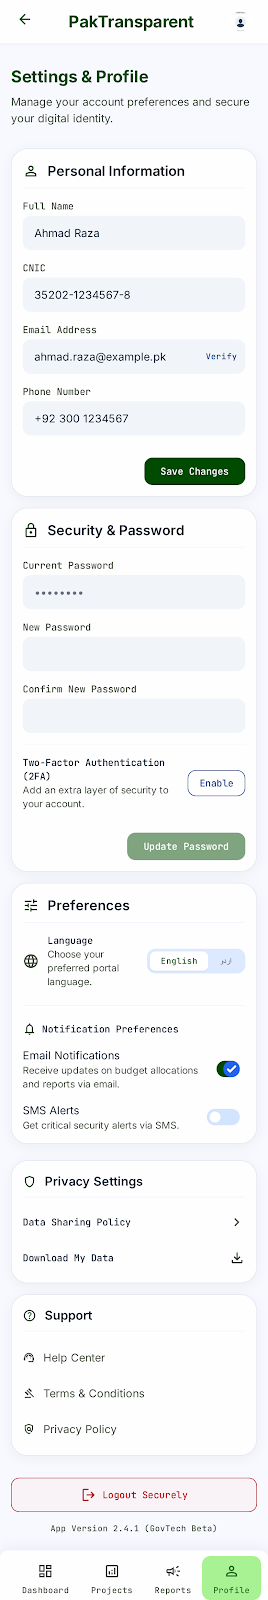 PakTransparent
Settings & Profile
Manage your account preferences and secure
your digital identity.
Personal Information
Full Name
Ahmad Raza
CNIC
35202-1234567-8
Email Address
ahmad.raza@example.pk
Verify
Phone Number
+92 300 1234567
Save Changes
Security & Password
Current Password
••••••••
New Password
Confirm New Password
Two-Factor Authentication
(2FA)
Add an extra layer of security to
your account.
Enable
Update Password
Preferences
Language
Choose your
preferred portal
language.
English
اردو
Notification Preferences
Email Notifications
Receive updates on budget allocations
and reports via email.
SMS Alerts
Get critical security alerts via SMS.
Privacy Settings
Data Sharing Policy
Download My Data
Support
Help Center
Terms & Conditions
Privacy Policy
Logout Securely
App Version 2.4.1 (GovTech Beta)
Dashboard
Projects
Reports
Profile